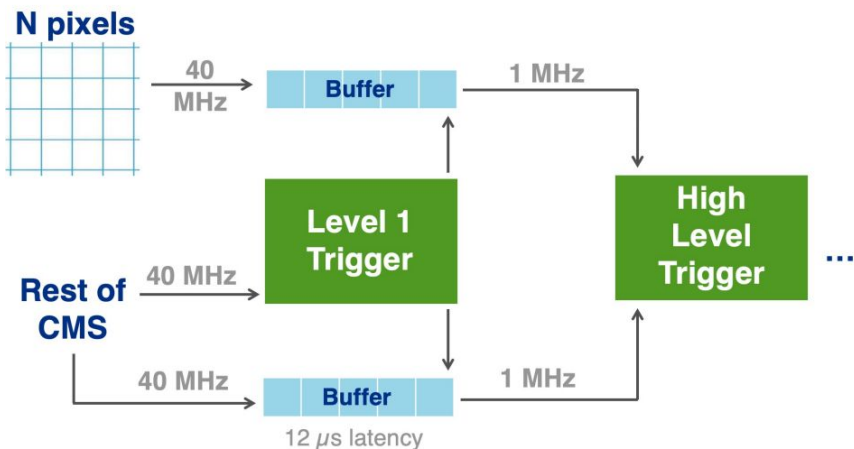 N pixels
40
MHz
Buffer
1 MHz
Level 1
Trigger
High
Level
Trigger
...
40 MHz
Rest of
CMS
40 MHz
Buffer
1 MHz
12 μs latency